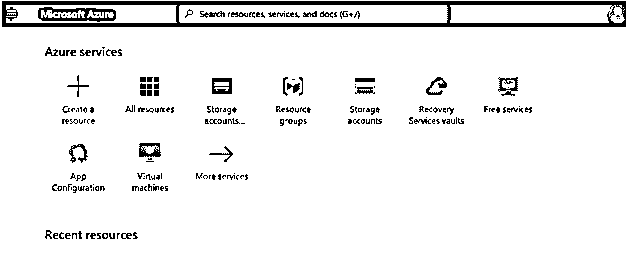 Microsoft Azure
Search resources, services, and docs (G+/)
Azure services
Create a resource
All resources
Storage accounts...
Resource groups
Storage accounts
Recovery Services vaults
Free services
App Configuration
Virtual machines
More services
Recent resources